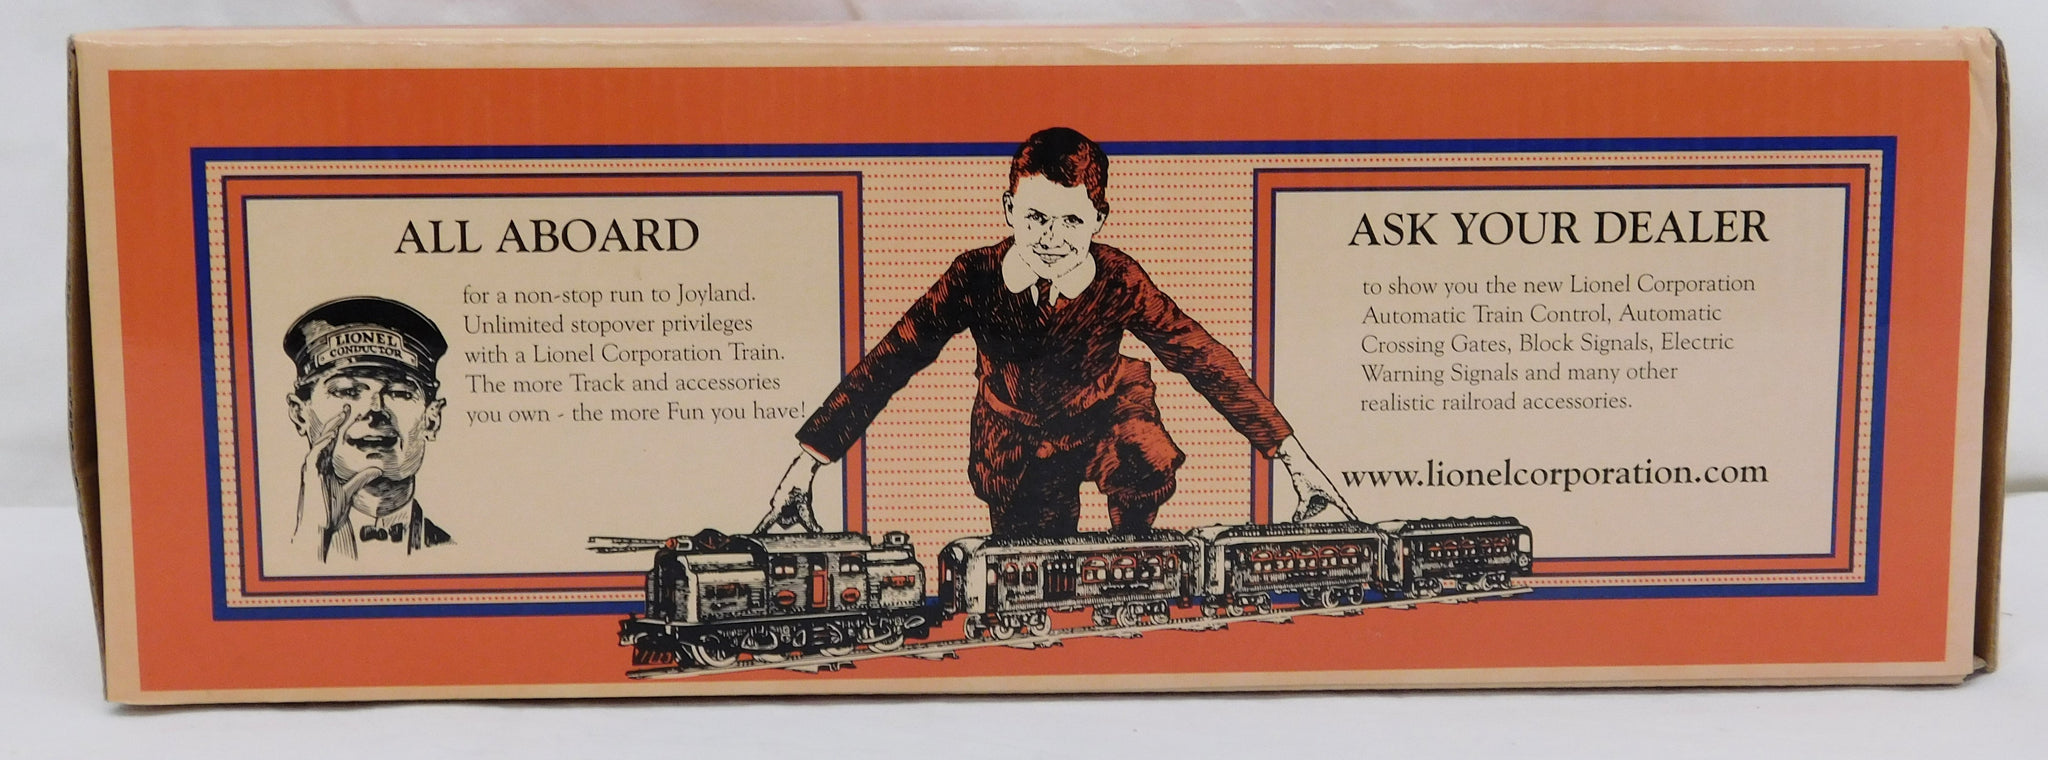 ALL ABOARD
for a non-stop run to Joyland.
Unlimited stopover privileges
with a Lionel Corporation Train.
The more Track and accessories
you own - the more Fun you have!
LIONEL
CONDUCTOR
ASK YOUR DEALER
to show you the new Lionel Corporation
Automatic Train Control, Automatic
Crossing Gates, Block Signals, Electric
Warning Signals and many other
realistic railroad accessories.
www.lionelcorporation.com